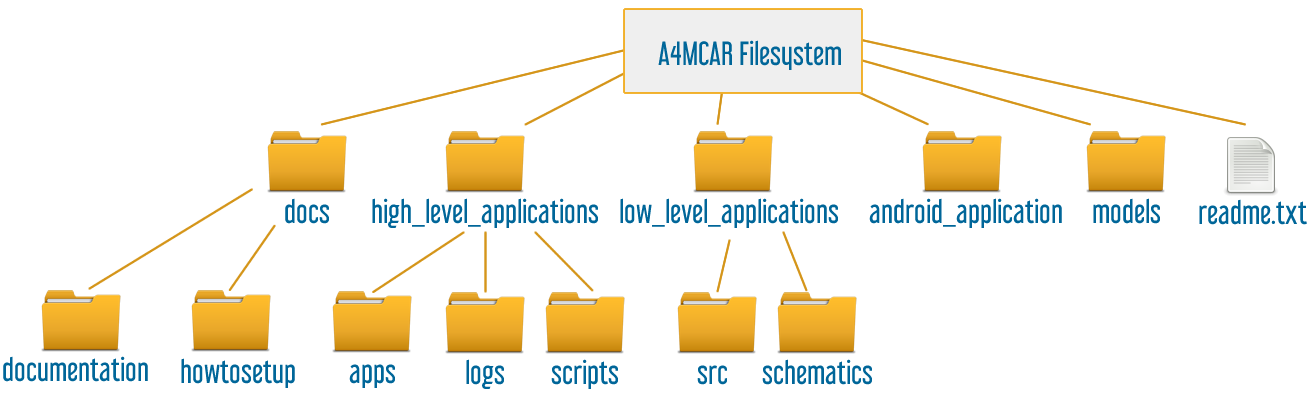 A4MCAR Filesystem
docs
high_level_applications
low_level_applications
android_application
models
readme.txt
documentation
howtosetup
apps
logs
scripts
src
schematics